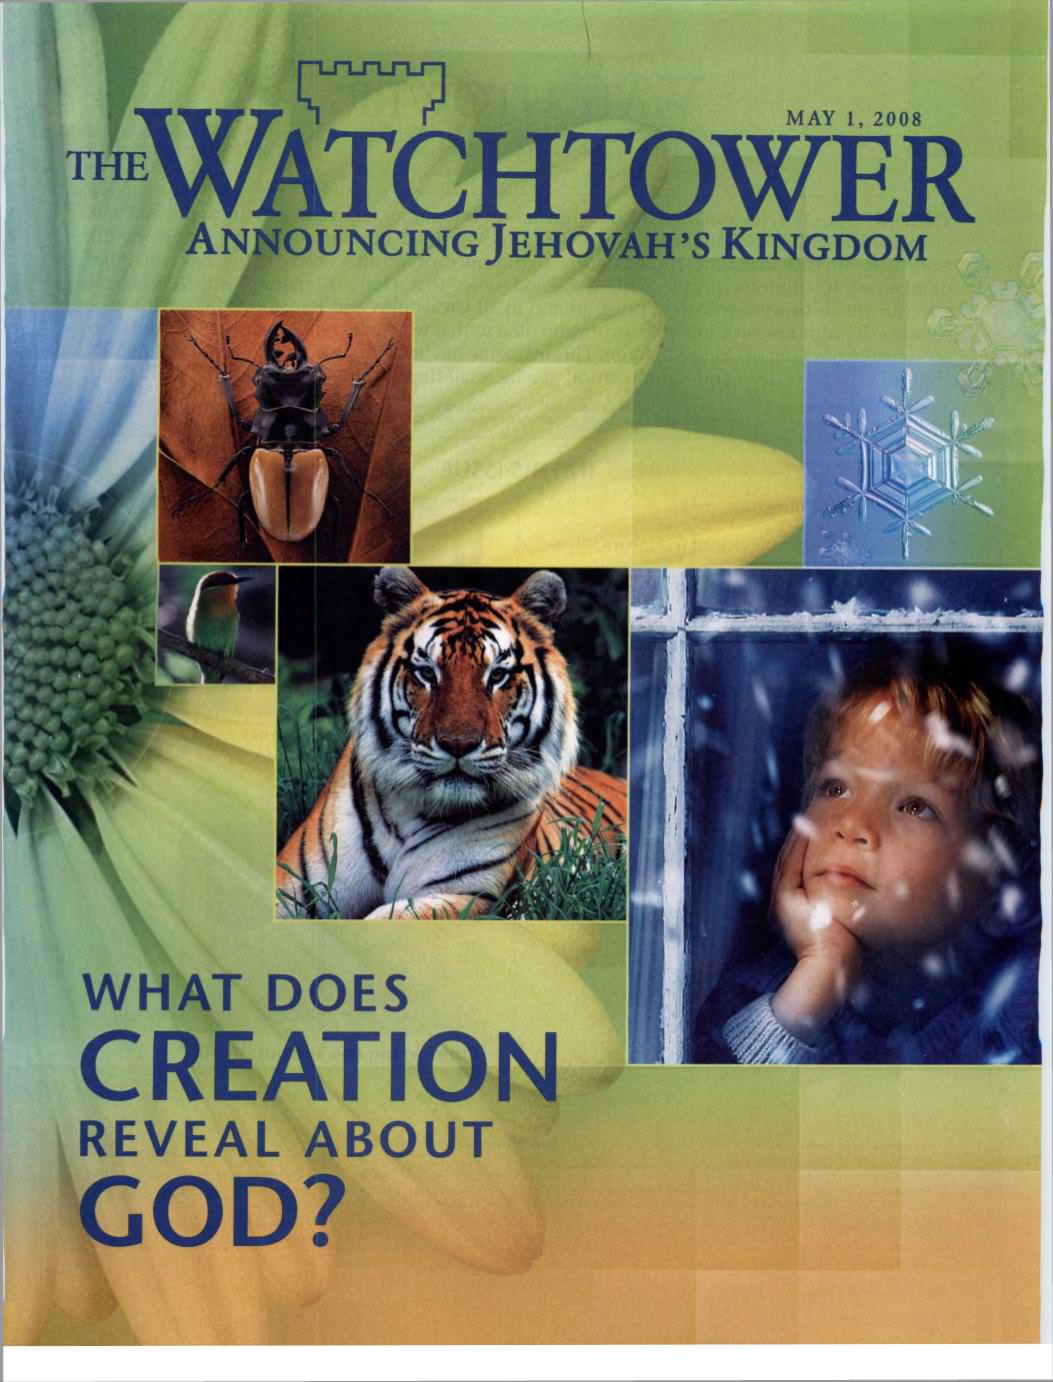 MAY 1, 2008
THE WATCHTOWER
ANNOUNCING JEHOVAH'S KINGDOM
WHAT DOES
CREATION
REVEAL ABOUT
GOD?